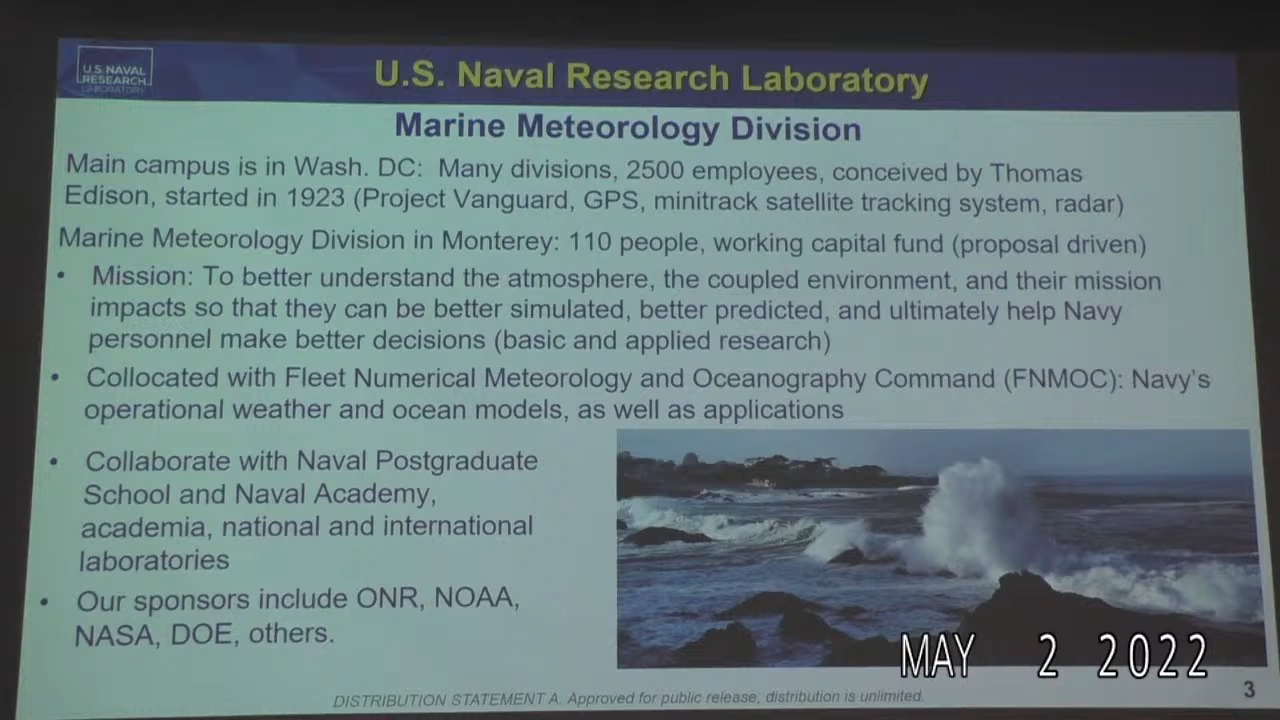 U.S. NAVAL
RESEARCH
LABORATORY
U.S. Naval Research Laboratory
Marine Meteorology Division
Main campus is in Wash. DC: Many divisions, 2500 employees, conceived by Thomas
Edison, started in 1923 (Project Vanguard, GPS, minitrack satellite tracking system, radar)
Marine Meteorology Division in Monterey: 110 people, working capital fund (proposal driven)
• Mission: To better understand the atmosphere, the coupled environment, and their mission
impacts so that they can be better simulated, better predicted, and ultimately help Navy
personnel make better decisions (basic and applied research)
• Collocated with Fleet Numerical Meteorology and Oceanography Command (FNMOC): Navy's
operational weather and ocean models, as well as applications
• Collaborate with Naval Postgraduate
School and Naval Academy,
academia, national and international
laboratories
• Our sponsors include ONR, NOAA,
NASA, DOE, others.
MAY 2 2022
DISTRIBUTION STATEMENT A. Approved for public release, distribution is unlimited.
3